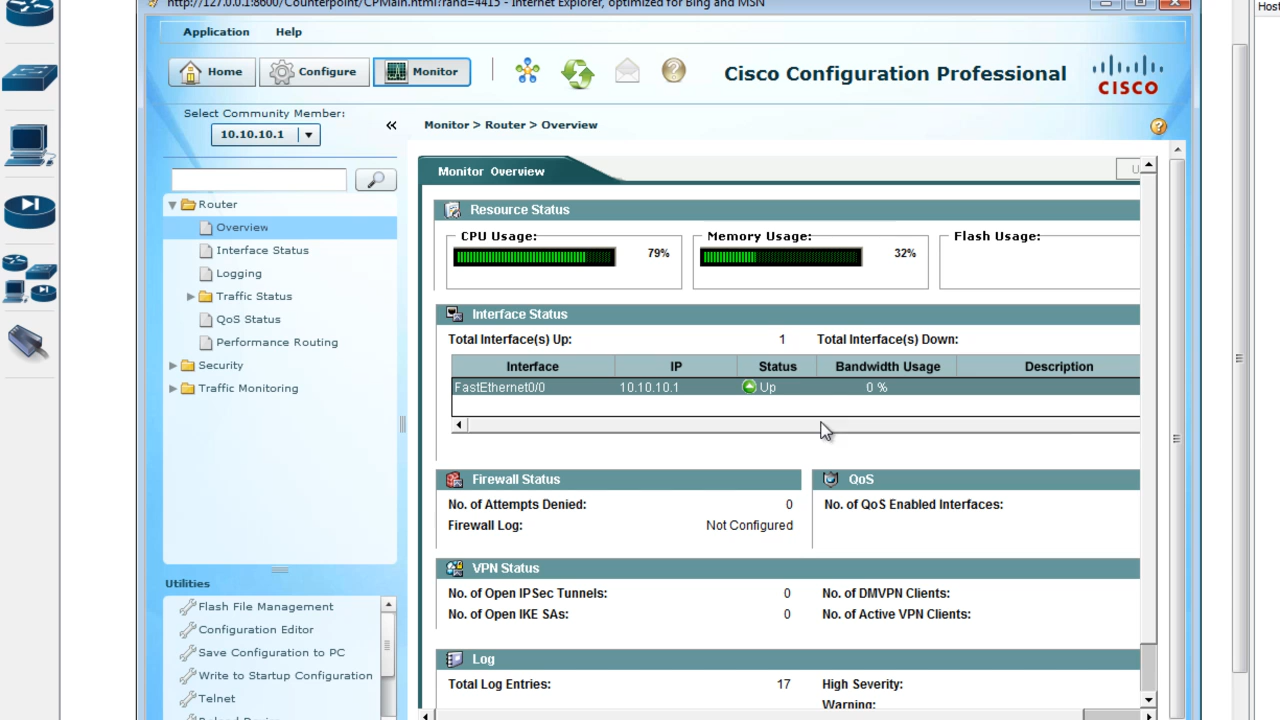 http://127.0.0.1:8600/Counterpoint/CPMain.html?rand=4415 - Internet Explorer, optimized for Bing and MSN
Host
Application Help
Home Configure Monitor
Cisco Configuration Professional
CISCO
Select Community Member:
10.10.10.1
«
Monitor > Router > Overview
Monitor Overview
U
Router
Overview
Interface Status
Logging
Traffic Status
QoS Status
Performance Routing
Security
Traffic Monitoring
Resource Status
CPU Usage: Memory Usage: Flash Usage:
79% 32%
Interface Status
Total Interface(s) Up: 1 Total Interface(s) Down:
Interface IP Status Bandwidth Usage Description
FastEthernet0/0 10.10.10.1 Up 0 %
Firewall Status QoS
No. of Attempts Denied: 0 No. of QoS Enabled Interfaces:
Firewall Log: Not Configured
VPN Status
No. of Open IPSec Tunnels: 0 No. of DMVPN Clients:
No. of Open IKE SAs: 0 No. of Active VPN Clients:
Log
Total Log Entries: 17 High Severity:
Warning:
Utilities
Flash File Management
Configuration Editor
Save Configuration to PC
Write to Startup Configuration
Telnet